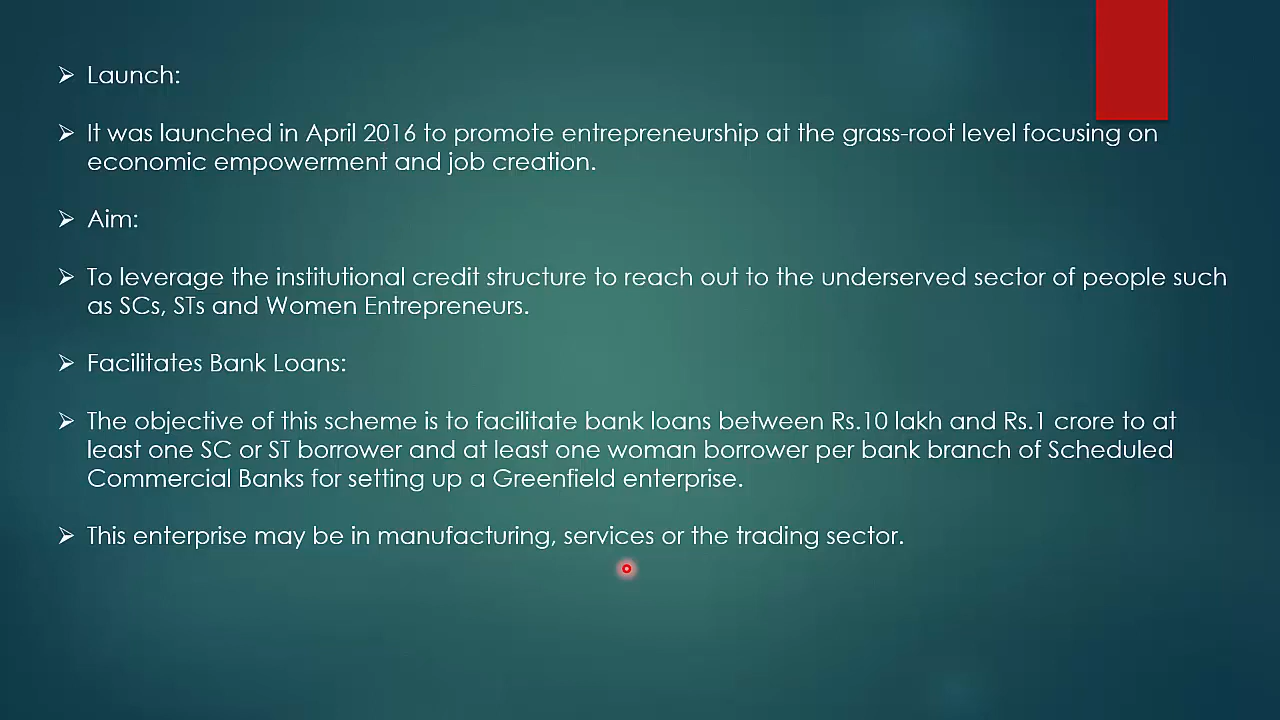 ➢ Launch:
➢ It was launched in April 2016 to promote entrepreneurship at the grass-root level focusing on
economic empowerment and job creation.
➢ Aim:
➢ To leverage the institutional credit structure to reach out to the underserved sector of people such
as SCs, STs and Women Entrepreneurs.
➢ Facilitates Bank Loans:
➢ The objective of this scheme is to facilitate bank loans between Rs.10 lakh and Rs.1 crore to at
least one SC or ST borrower and at least one woman borrower per bank branch of Scheduled
Commercial Banks for setting up a Greenfield enterprise.
➢ This enterprise may be in manufacturing, services or the trading sector.